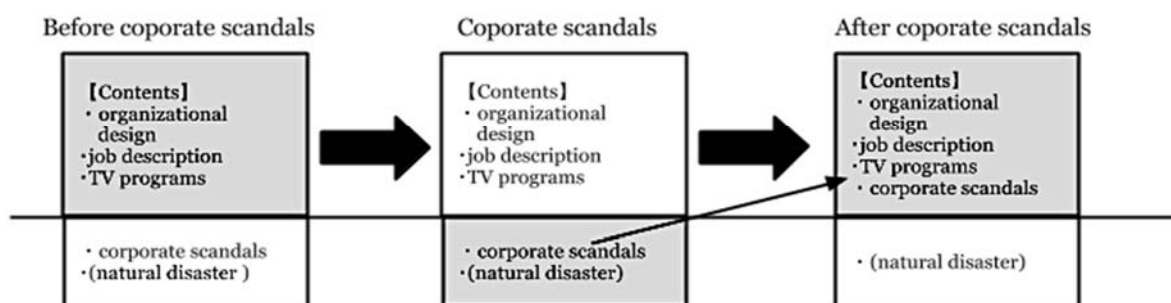 Before coporate scandals
【Contents】
・organizational
design
・job description
・TV programs
・corporate scandals
・(natural disaster )
Coporate scandals
【Contents】
・organizational
design
・job description
・TV programs
・corporate scandals
・(natural disaster)
After coporate scandals
【Contents】
・organizational
design
・job description
・TV programs
・corporate scandals
・(natural disaster)